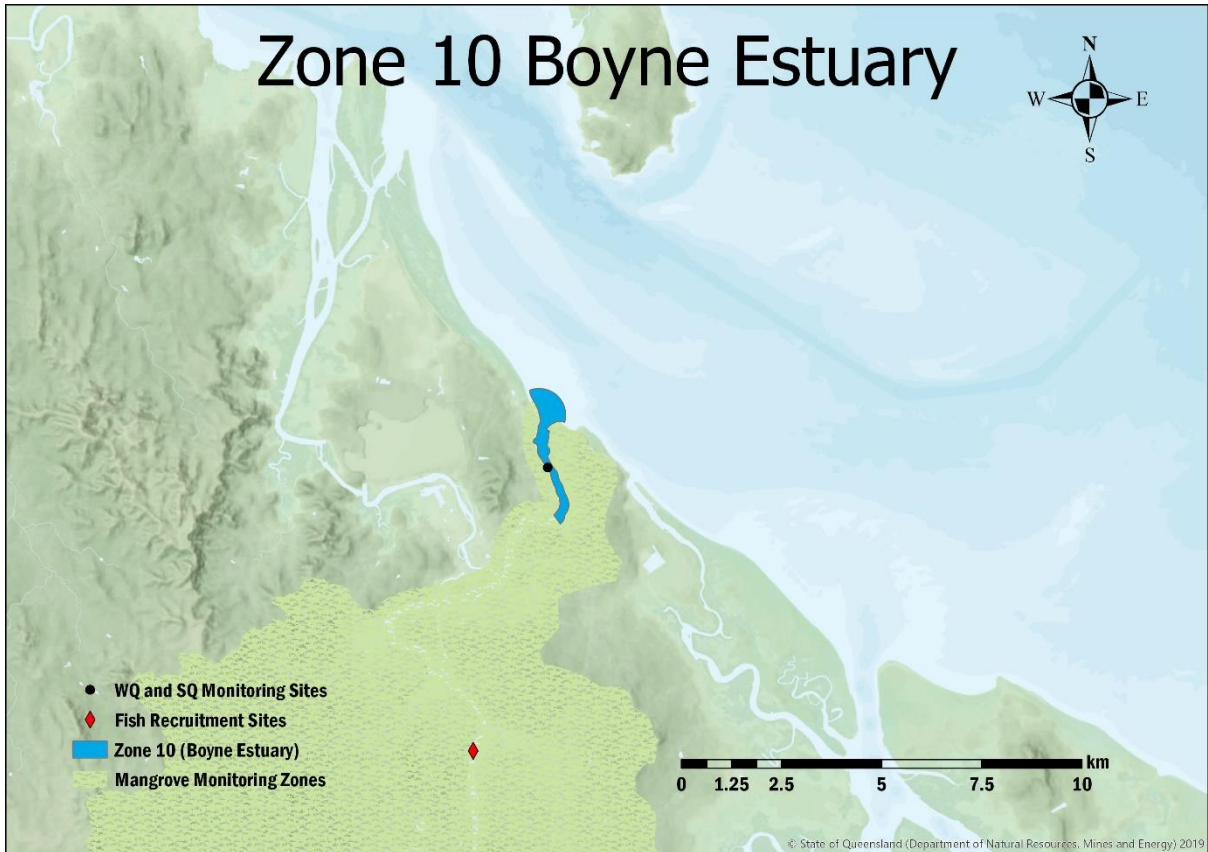 Zone 10 Boyne Estuary
N
W E
S
WQ and SQ Monitoring Sites
Fish Recruitment Sites
Zone 10 (Boyne Estuary)
Mangrove Monitoring Zones
km
0 1.25 2.5 5 7.5 10
© State of Queensland (Department of Natural Resources, Mines and Energy) 2019